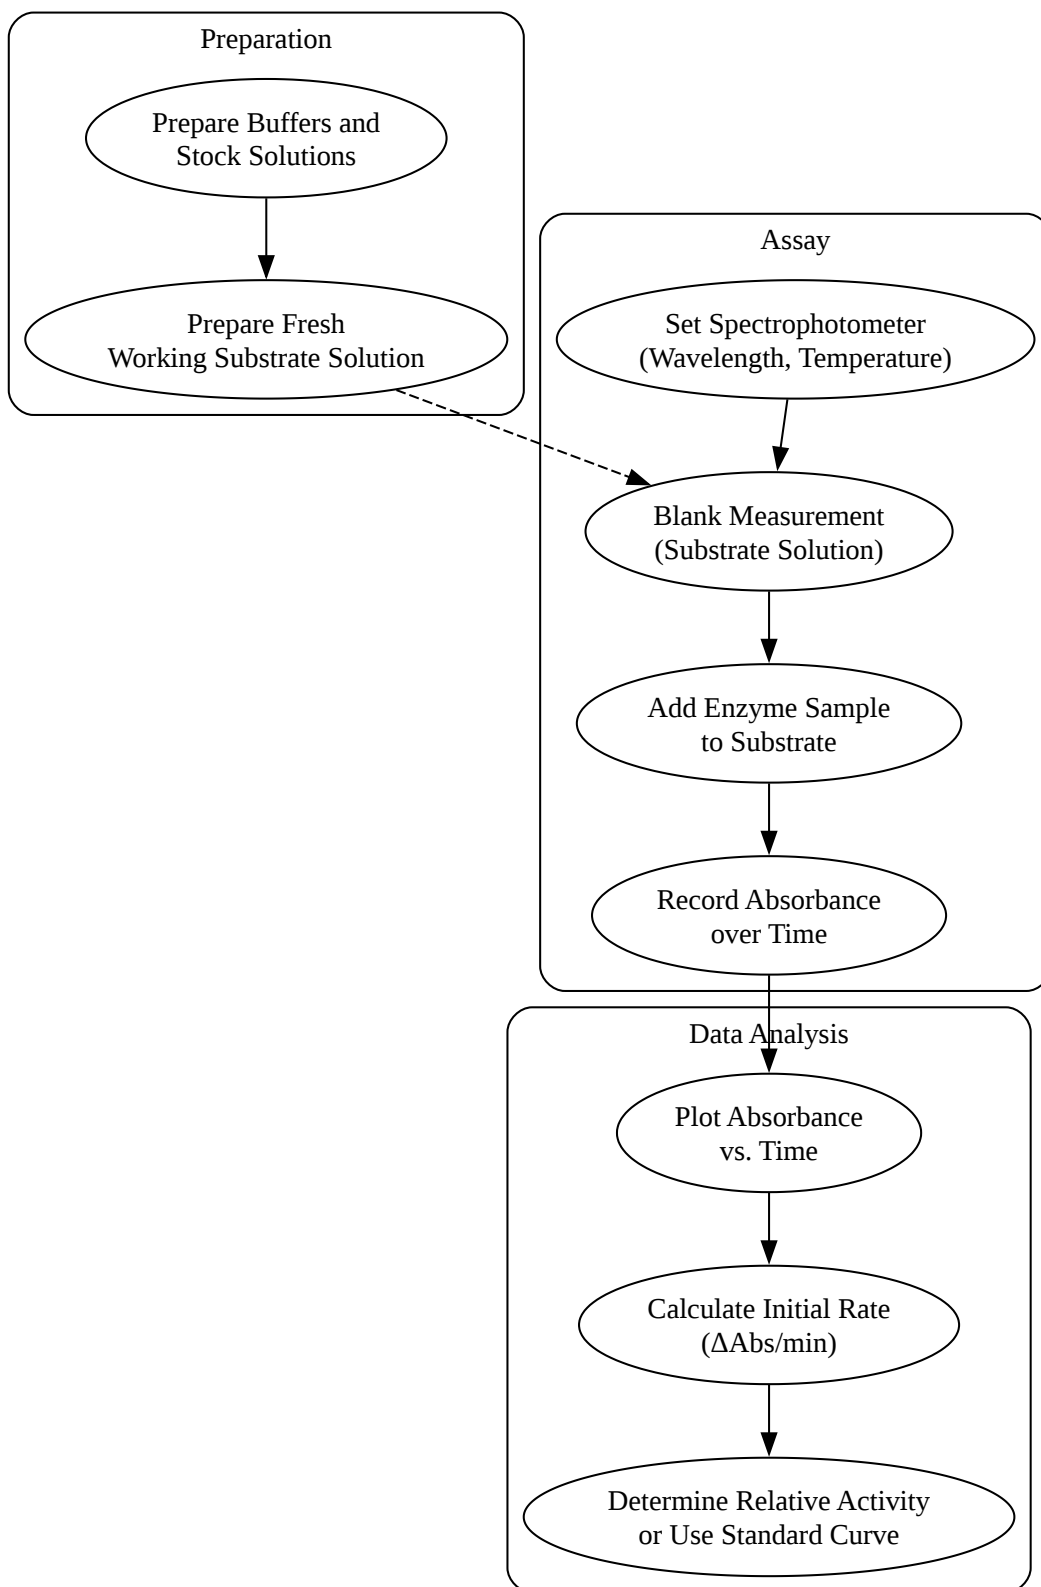 Preparation
Prepare Buffers and
Stock Solutions
Prepare Fresh
Working Substrate Solution
Assay
Set Spectrophotometer
(Wavelength, Temperature)
Blank Measurement
(Substrate Solution)
Add Enzyme Sample
to Substrate
Record Absorbance
over Time
Data Analysis
Plot Absorbance
vs. Time
Calculate Initial Rate
(ΔAbs/min)
Determine Relative Activity
or Use Standard Curve